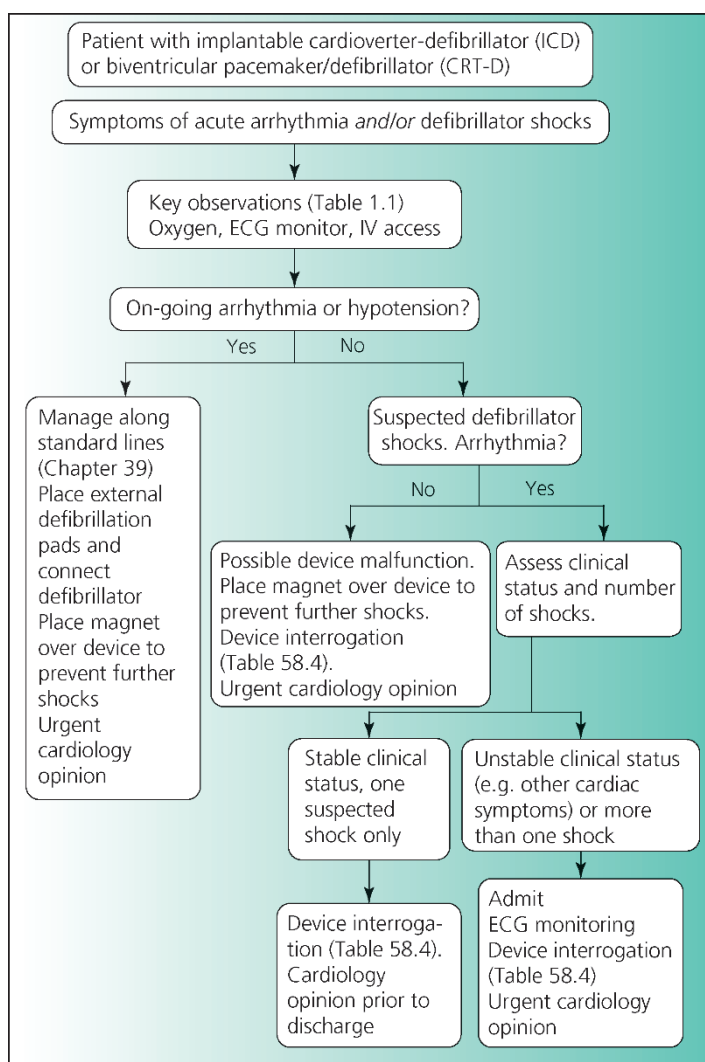 Patient with implantable cardioverter-defibrillator (ICD)
or biventricular pacemaker/defibrillator (CRT-D)
Symptoms of acute arrhythmia and/or defibrillator shocks
Key observations (Table 1.1)
Oxygen, ECG monitor, IV access
On-going arrhythmia or hypotension?
Yes
No
Manage along
standard lines
(Chapter 39)
Place external
defibrillation
pads and
connect
defibrillator
Place magnet
over device to
prevent further
shocks
Urgent
cardiology
opinion
Suspected defibrillator
shocks. Arrhythmia?
No
Yes
Possible device malfunction.
Place magnet over device to
prevent further shocks.
Device interrogation
(Table 58.4).
Urgent cardiology opinion
Assess clinical
status and number
of shocks.
Stable clinical
status, one
suspected
shock only
Unstable clinical status
(e.g. other cardiac
symptoms) or more
than one shock
Device interroga-
tion (Table 58.4).
Cardiology
opinion prior to
discharge
Admit
ECG monitoring
Device interrogation
(Table 58.4)
Urgent cardiology
opinion